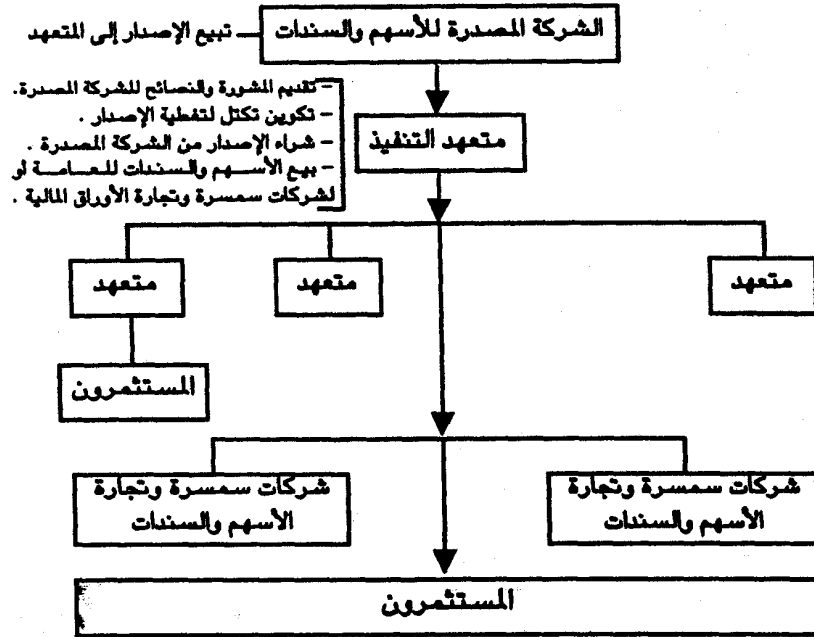 الشركة المصدرة للأسهم والسندات – تبيع الإصدار إلى المتعهد
– تقديم المشورة والنصائح للشركة المصدرة.
– تكوين تكتل لتغطية الإصدار .
– شراء الإصدار من الشركة المصدرة .
– بيع الأسهم والسندات للعامة او
لشركات سمسرة وتجارة الأوراق المالية .
متعهد التنفيذ
متعهد
متعهد
متعهد
المستثمرون
شركات سمسرة وتجارة
الأسهم والسندات
شركات سمسرة وتجارة
الأسهم والسندات
المستثمرون